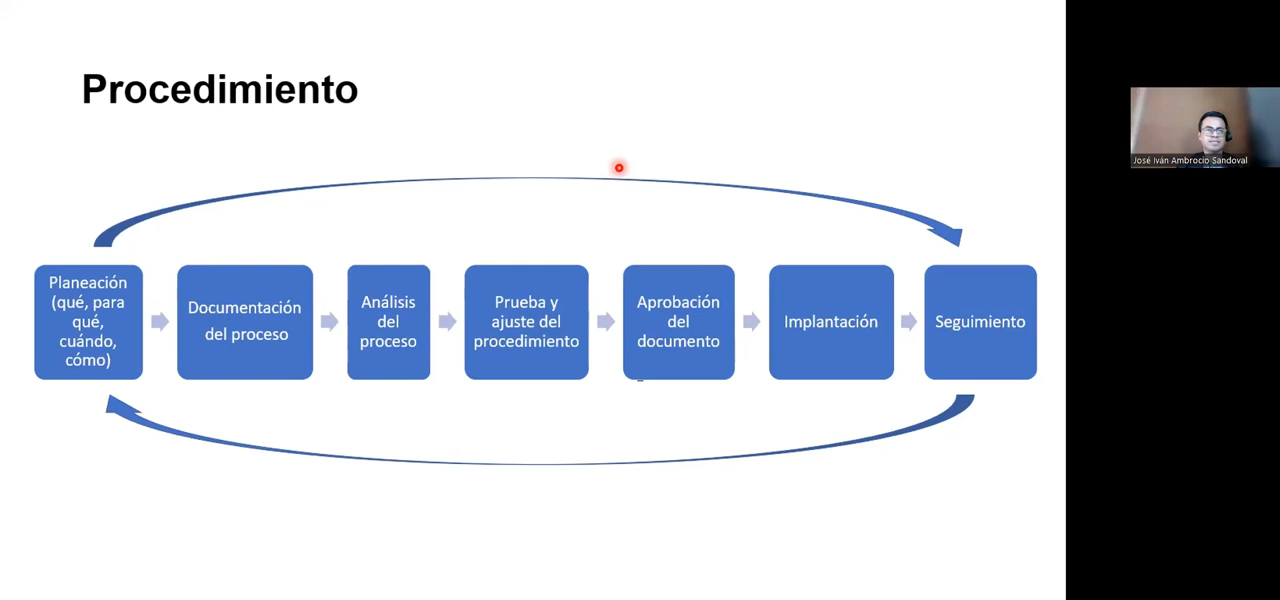 Procedimiento
José Iván Ambrocio Sandoval
Planeación
(qué, para
qué,
cuándo,
cómo)
Documentación
del proceso
Análisis
del
proceso
Prueba y
ajuste del
procedimiento
Aprobación
del
documento
Implantación
Seguimiento